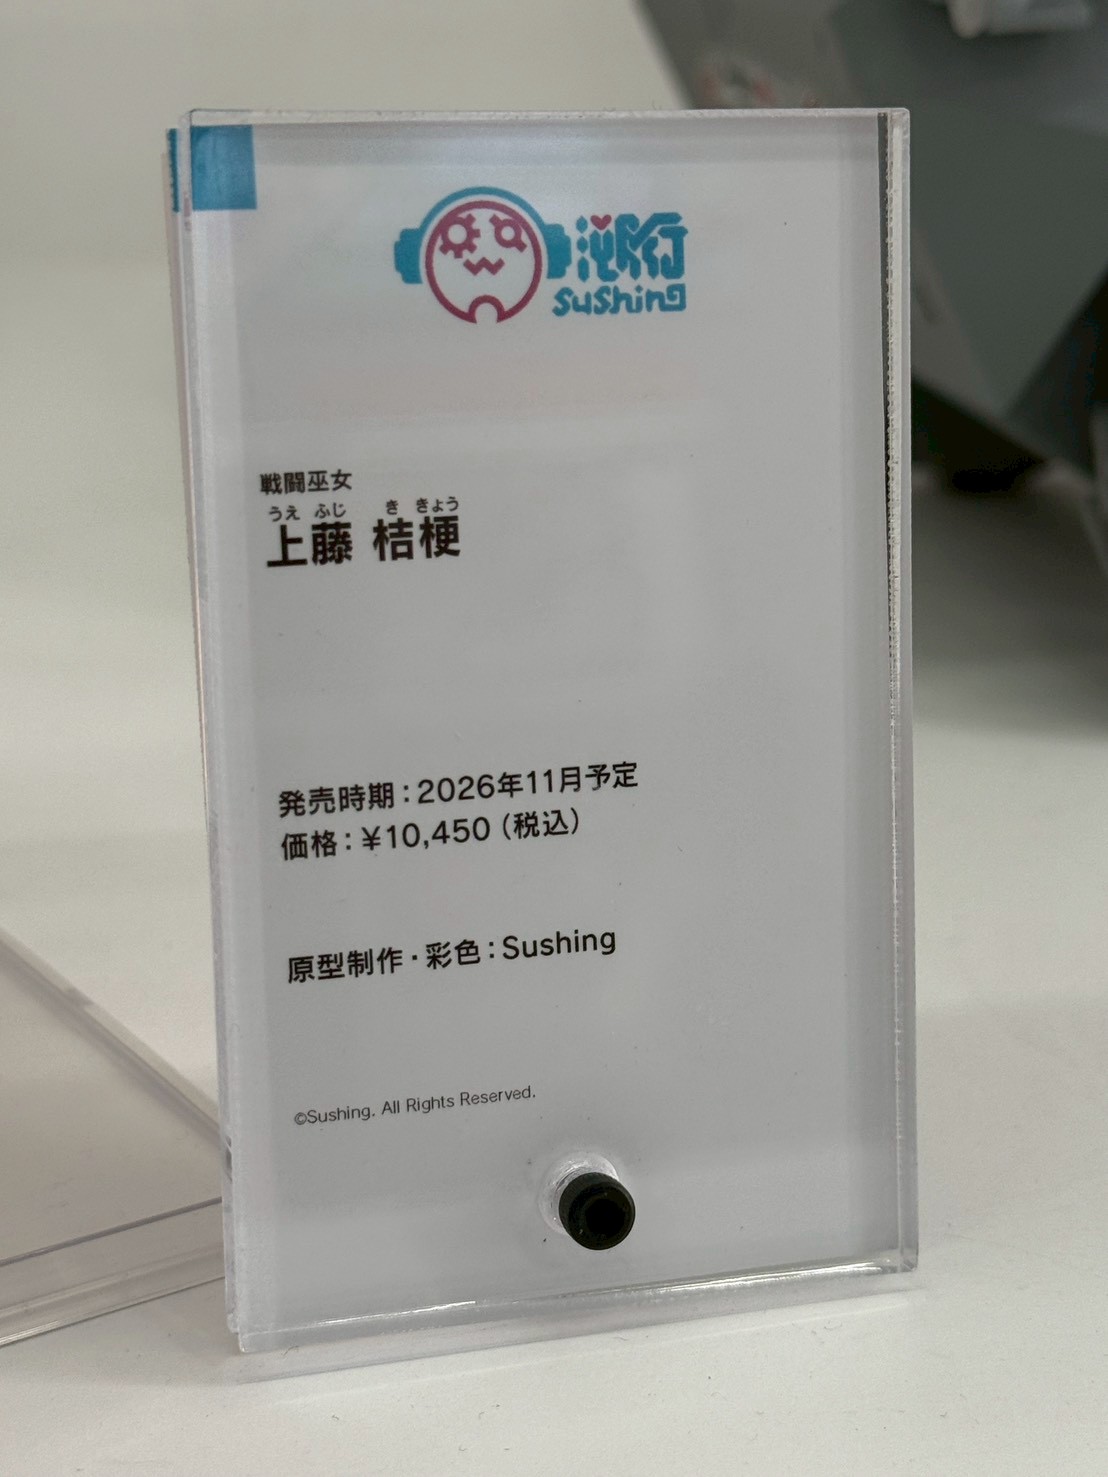 sushing
戦闘巫女
うえ ふじ き きょう
上藤 桔梗
発売時期:2026年11月予定
価格:¥10,450(税込)
原型制作・彩色:Sushing
©Sushing. All Rights Reserved.